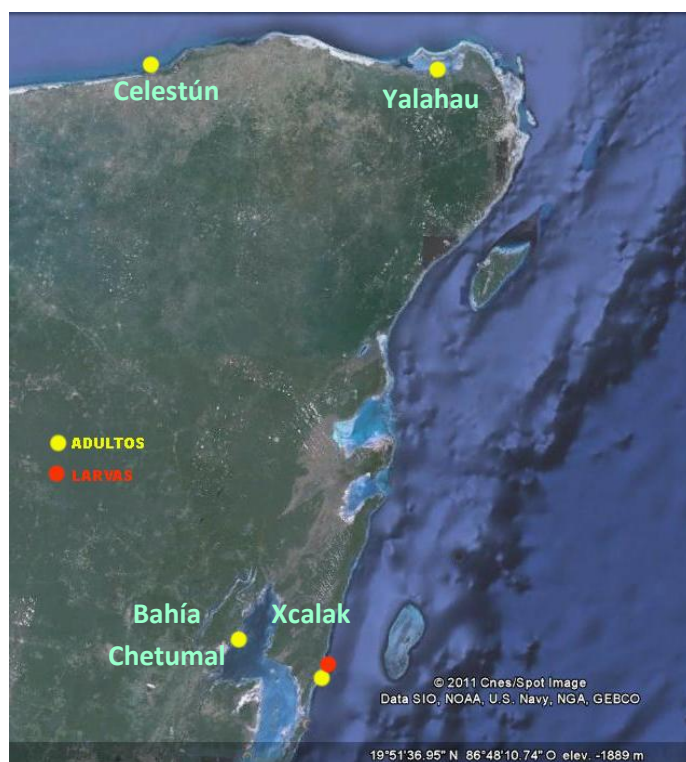 Celestún
Yalahau
ADULTOS
LARVAS
Bahía
Xcalak
Chetumal
© 2011 Cnes/Spot Image
Data SIO, NOAA, U.S. Navy, NGA, GEBCO
19°51'36.95" N 86°48'10.74" O elev. -1889 m